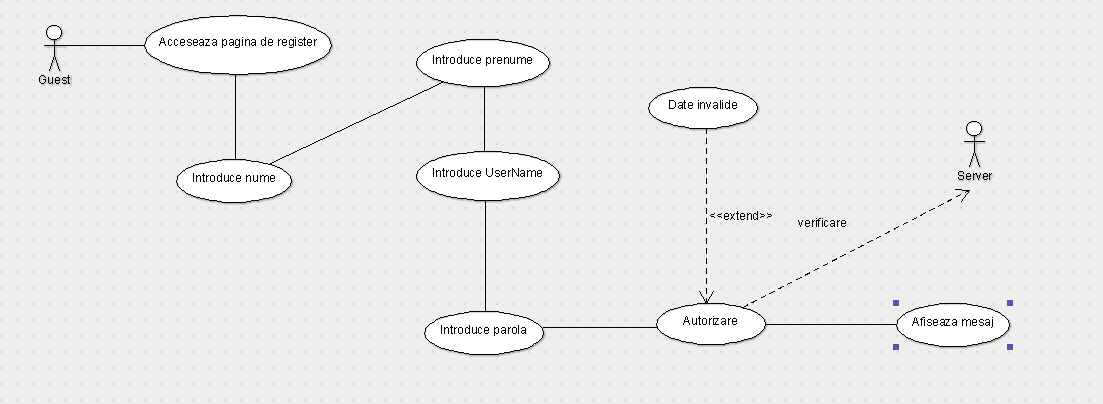 Acceseaza pagina de register
Guest
Introduce prenume
Date invalide
Introduce nume
Introduce UserName
Server
<<extend>>
verificare
Introduce parola
Autorizare
Afiseaza mesaj